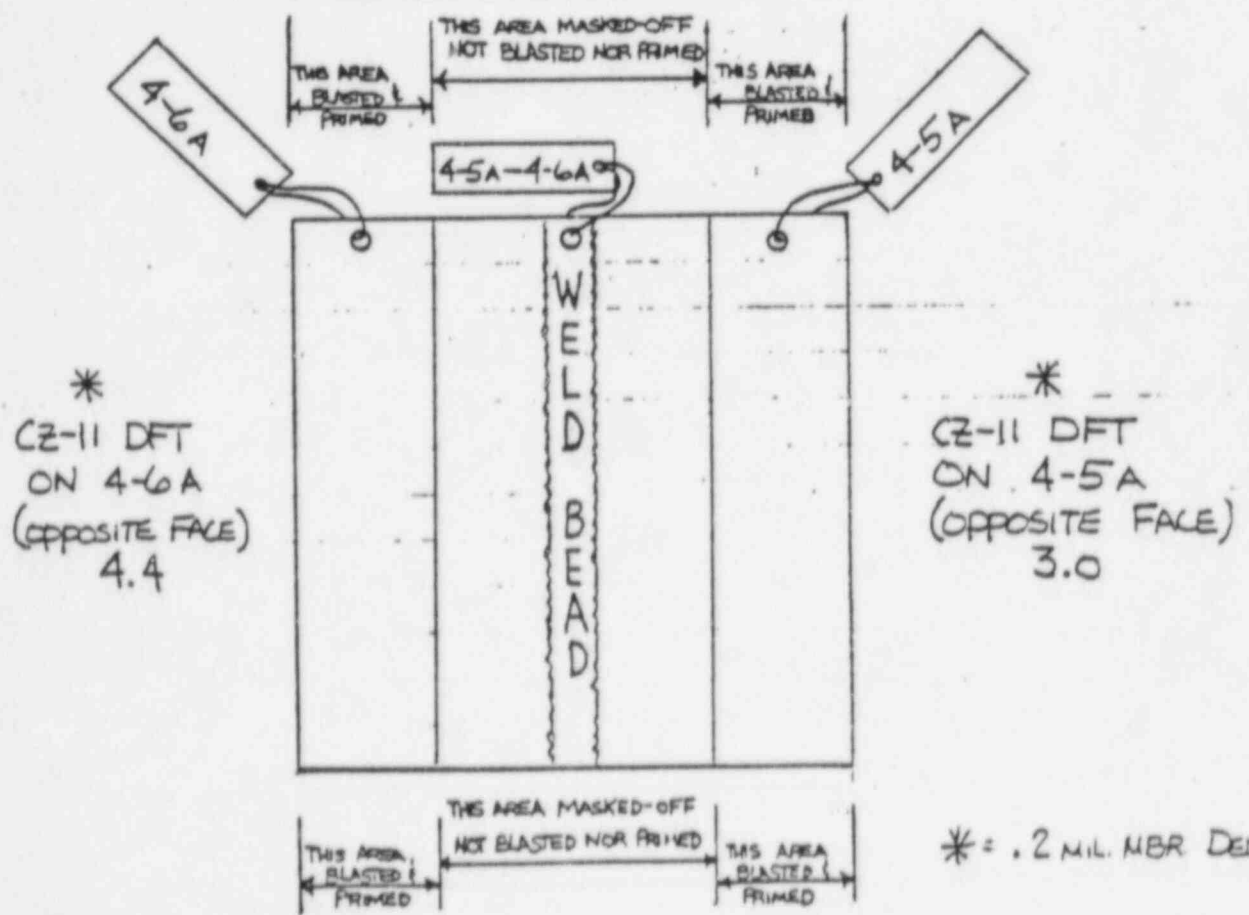 THIS AREA MASKED-OFF
NOT BLASTED NOR PRIMED
THIS AREA
BLASTED &
PRIMED
THIS AREA
BLASTED &
PRIMED
4-6A
4-5A-4-6A
4-5A
WELD BEAD
*
CZ-11 DFT
ON 4-6A
(OPPOSITE FACE)
4.4
*
CZ-11 DFT
ON 4-5A
(OPPOSITE FACE)
3.0
THIS AREA MASKED-OFF
NOT BLASTED NOR PRIMED
THIS AREA
BLASTED &
PRIMED
THIS AREA
BLASTED &
PRIMED
* = .2 MIL. MBR